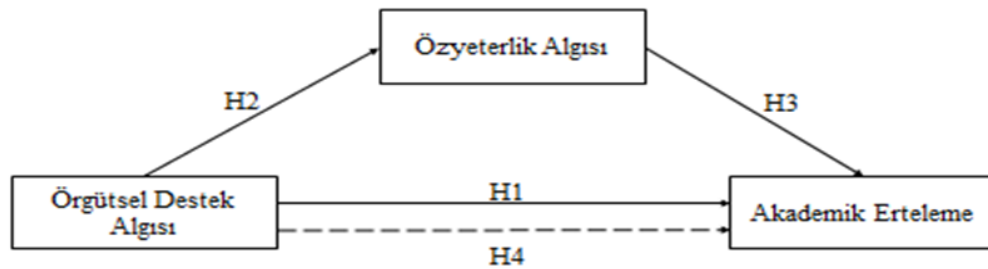 Özyeterlik Algısı
H2
H3
Örgütsel Destek
Algısı
H1
Akademik Erteleme
H4